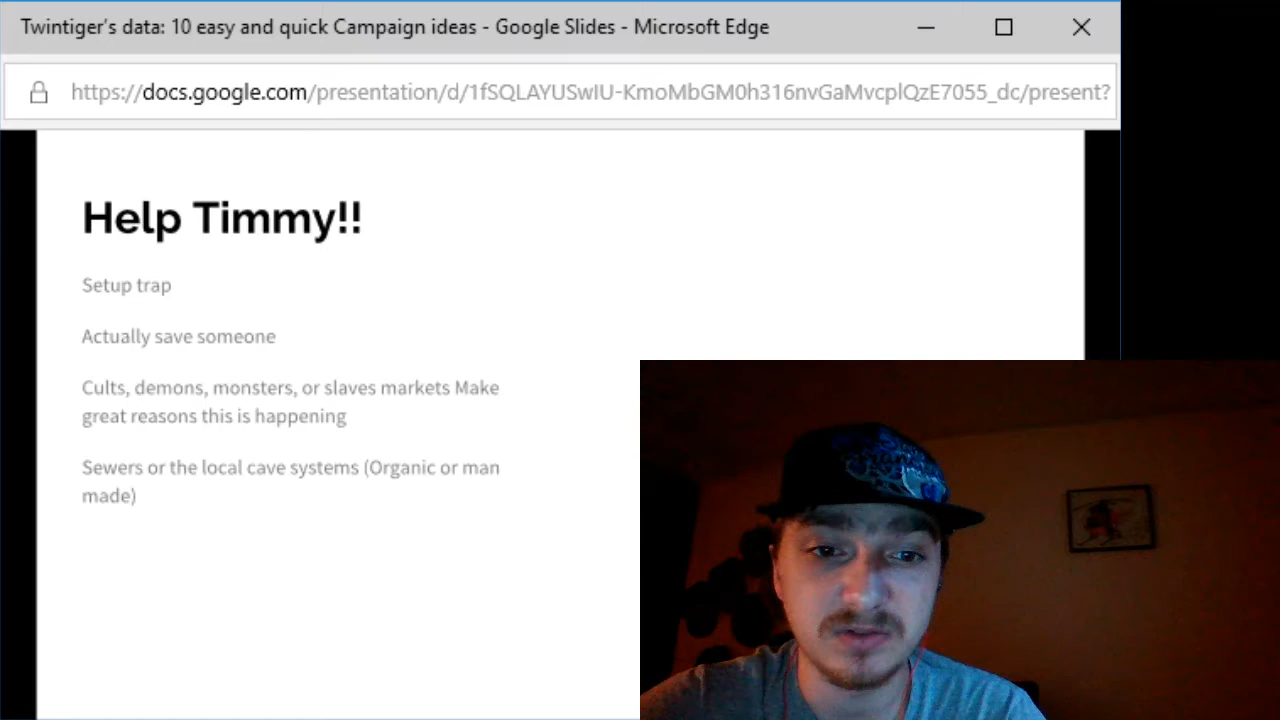 Twintiger's data: 10 easy and quick Campaign ideas - Google Slides - Microsoft Edge
https://docs.google.com/presentation/d/1fSQLAYUSwIU-KmoMbGM0h316nvGaMvcplQzE7055_dc/present?
Help Timmy!!
Setup trap
Actually save someone
Cults, demons, monsters, or slaves markets Make
great reasons this is happening
Sewers or the local cave systems (Organic or man
made)